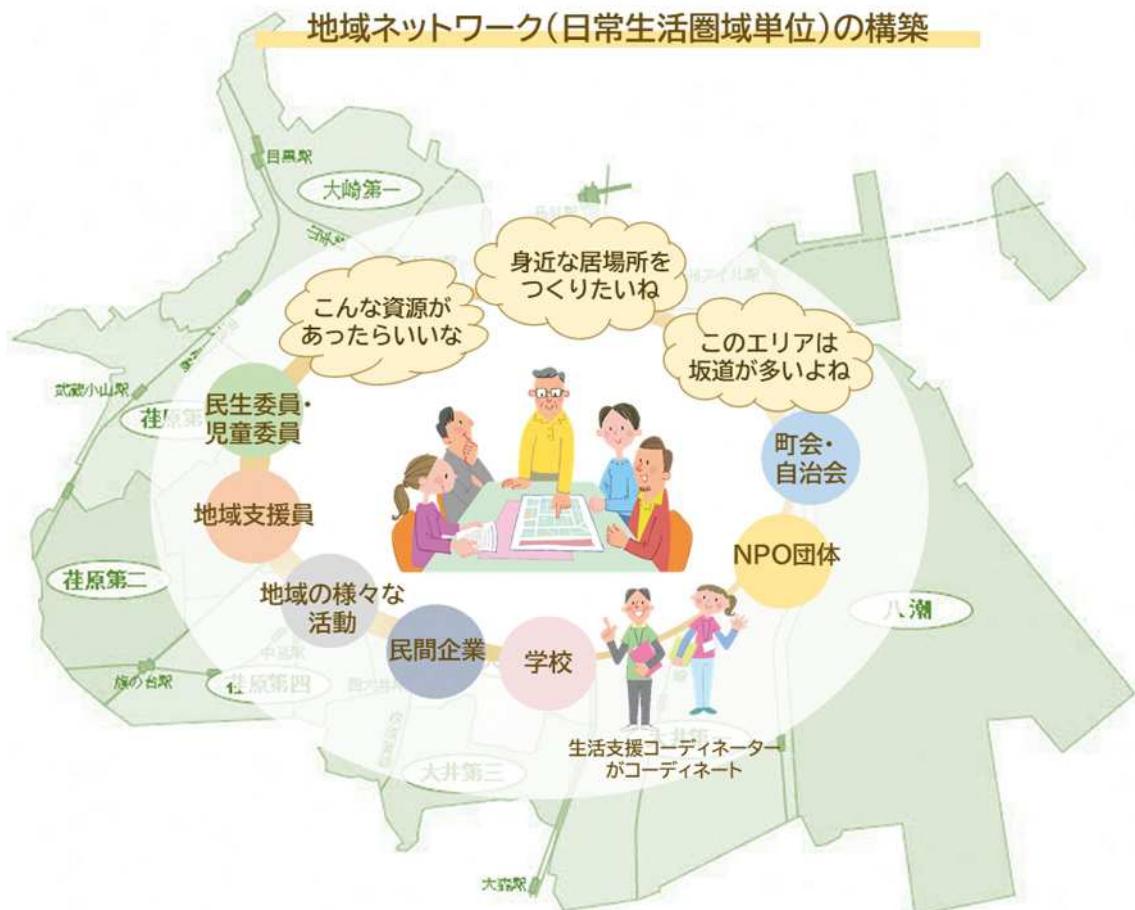 地域ネットワーク(日常生活圏域単位)の構築
目黒駅
大崎第一
身近な居場所を
つくりたいね
こんな資源が
あったらいいな
このエリアは
坂道が多いよね
武蔵小山駅
民生委員・
児童委員
町会・
自治会
地域支援員
NPO団体
荏原第二
地域の様々な
活動
八潮
民間企業
学校
旗の台駅
荏原第四
生活支援コーディネーター
がコーディネート
大井第三
大森駅